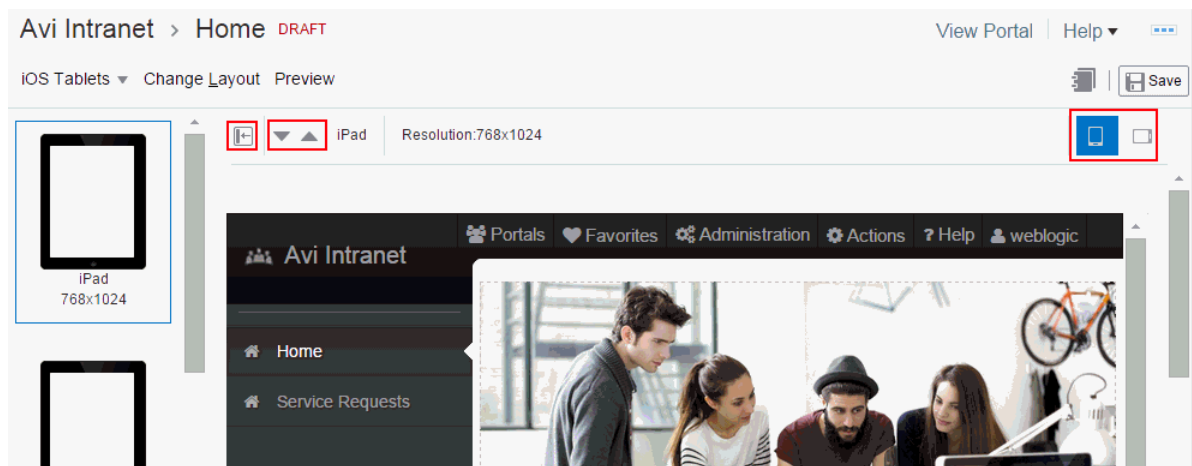 Avi Intranet > Home DRAFT
View Portal Help
iOS Tablets Change Layout Preview
Save
iPad Resolution:768x1024
iPad
768x1024
Portals Favorites Administration Actions ? Help weblogic
Avi Intranet
Home
Service Requests